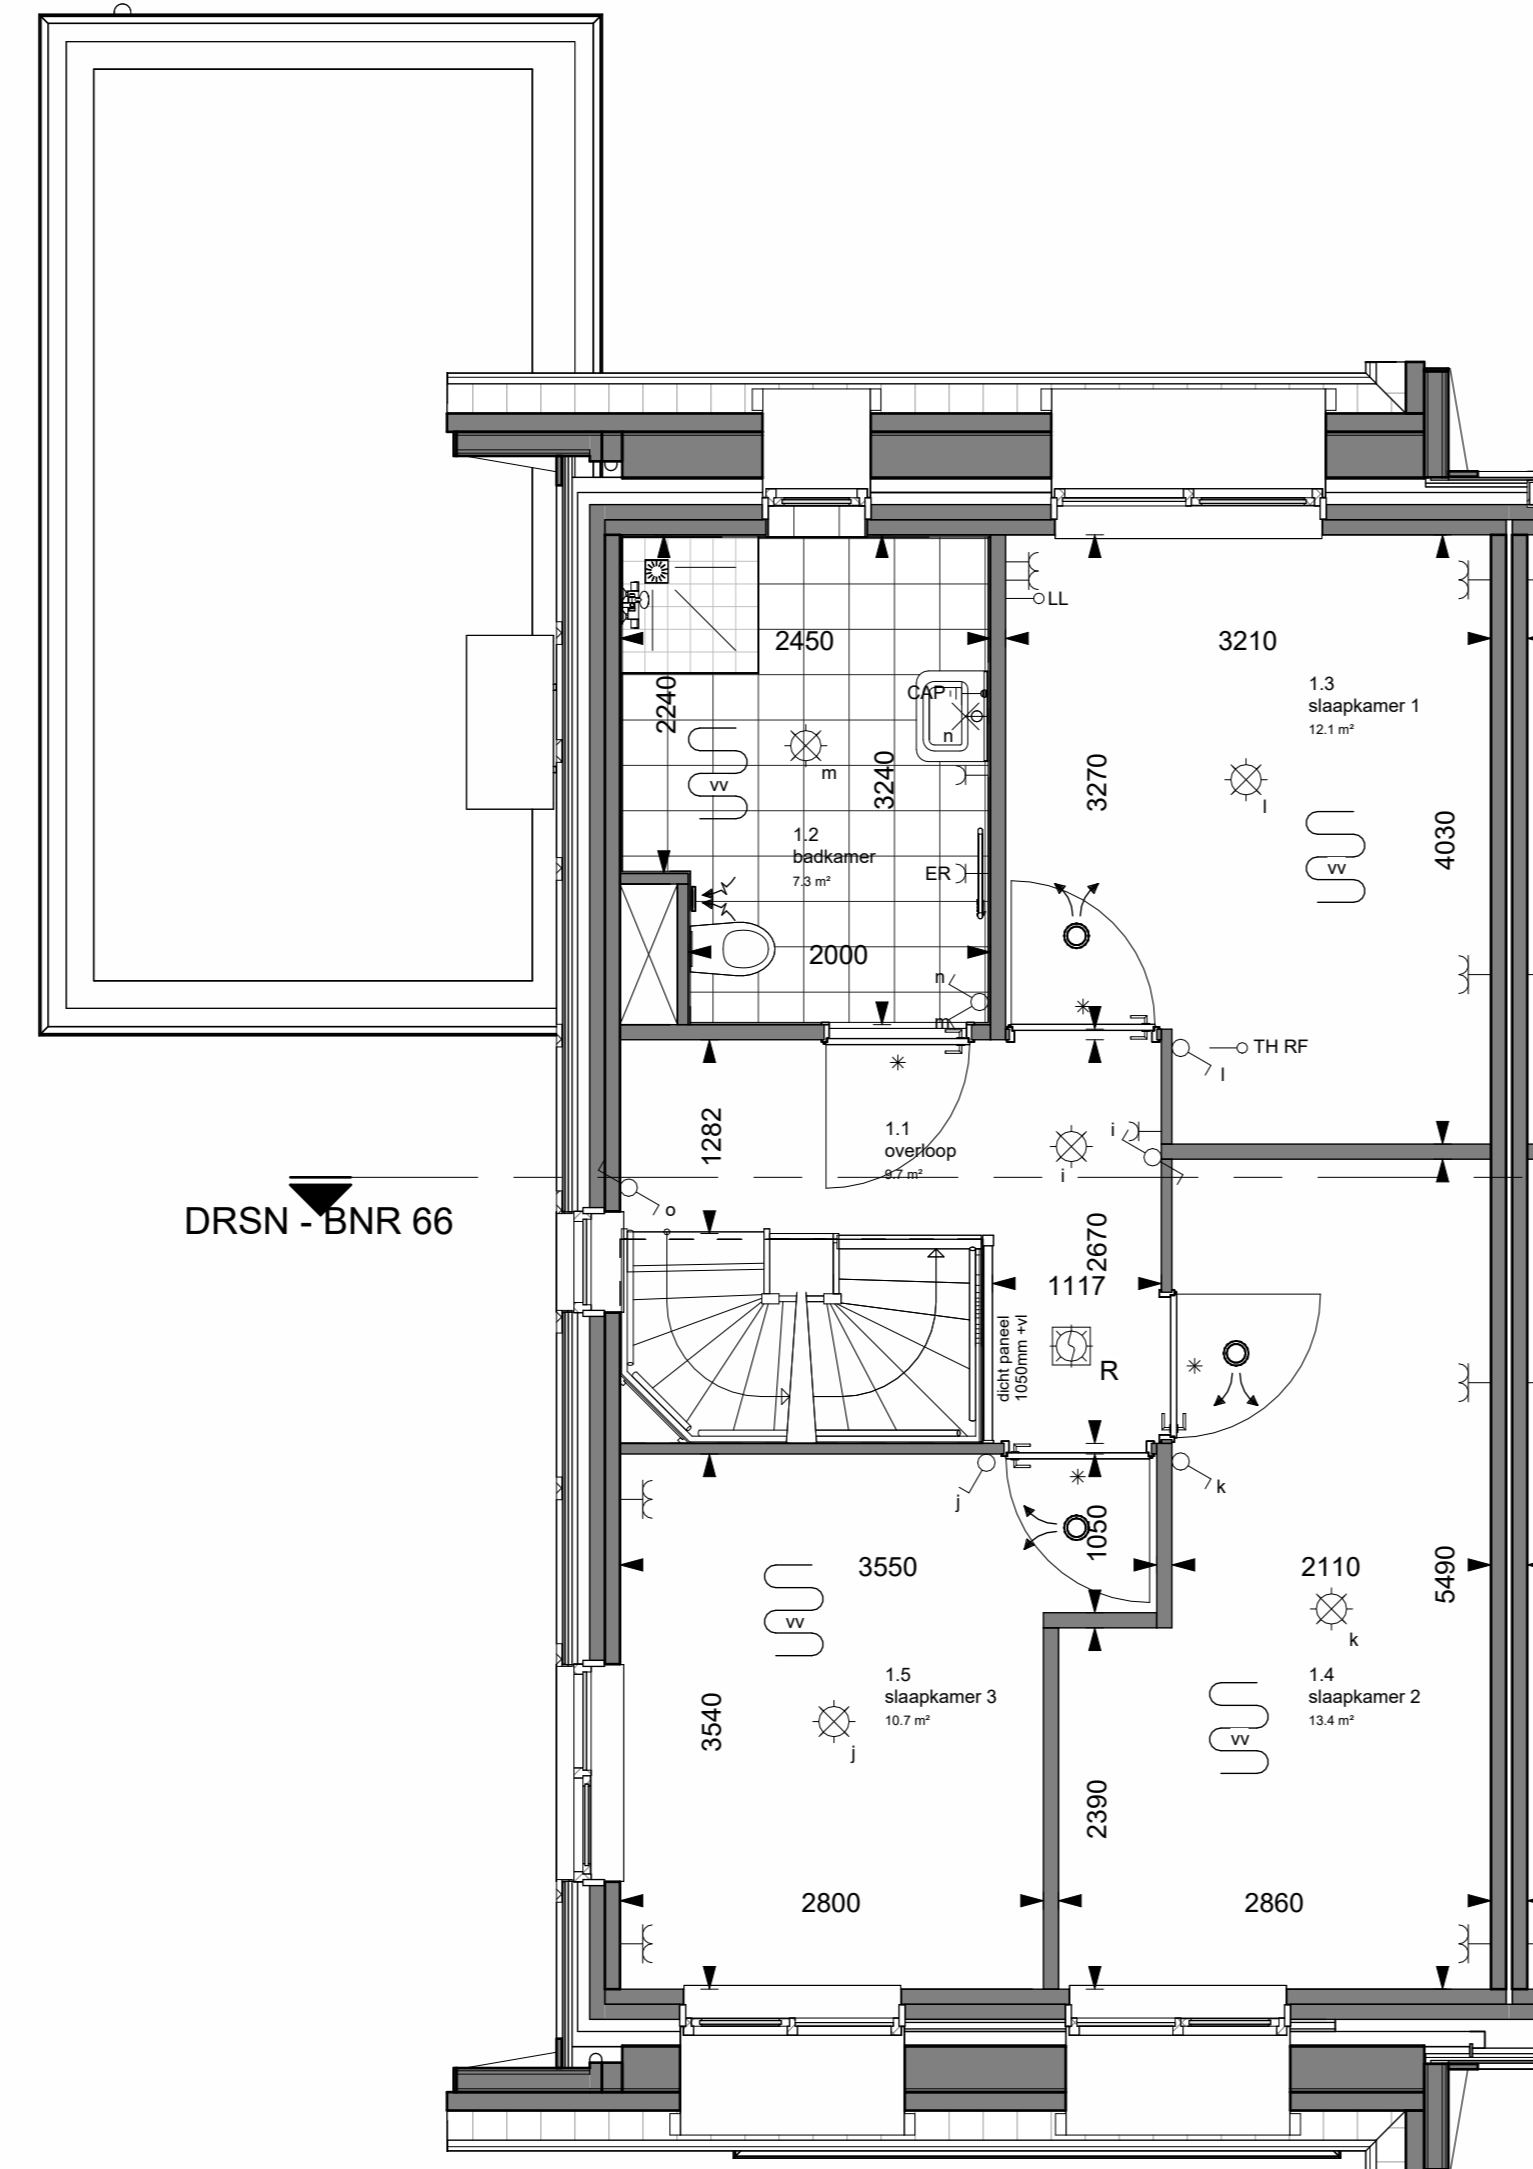 2450
3210
LL
1.3
slaapkamer 1
12.1 m²
2240
CAP
n
m
vv
3240
3270
l
4030
vv
1.2
badkamer
7.3 m²
ER
2000
n
m
TH RF
l
1282
1.1
overloop
9.7 m²
i
i
o
DRSN - BNR 66
2670
1117
dicht paneel
1050mm +vl
R
j
k
1050
3550
2110
5490
vv
k
1.5
slaapkamer 3
10.7 m²
1.4
slaapkamer 2
13.4 m²
3540
j
vv
2390
2800
2860